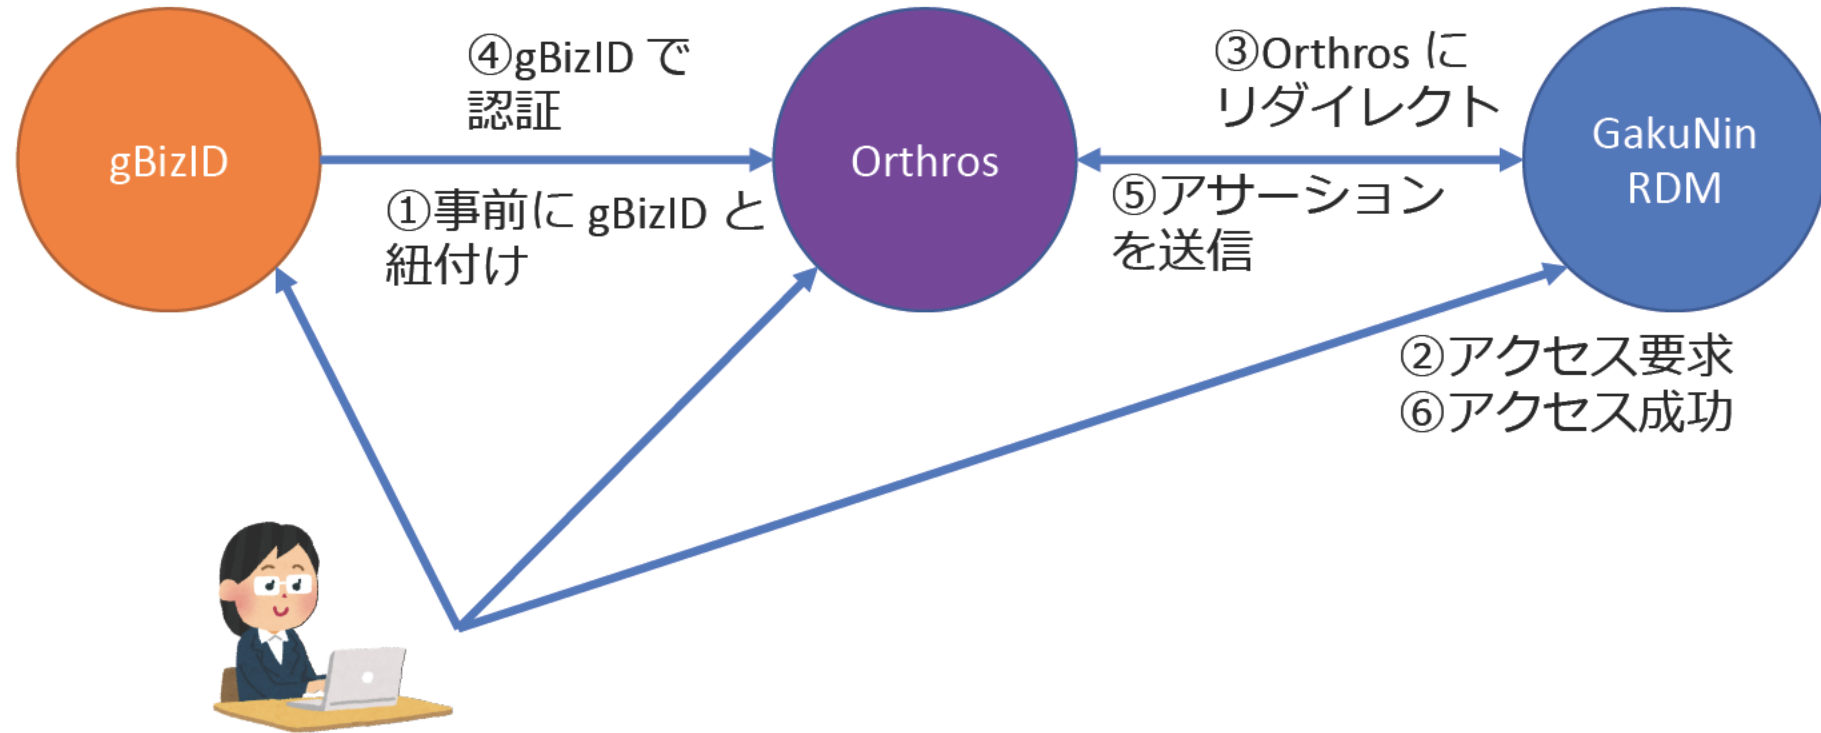 gBizID
④gBizID で
認証
①事前に gBizID と
紐付け
Orthros
③Orthros に
リダイレクト
⑤アサーション
を送信
GakuNin
RDM
②アクセス要求
⑥アクセス成功